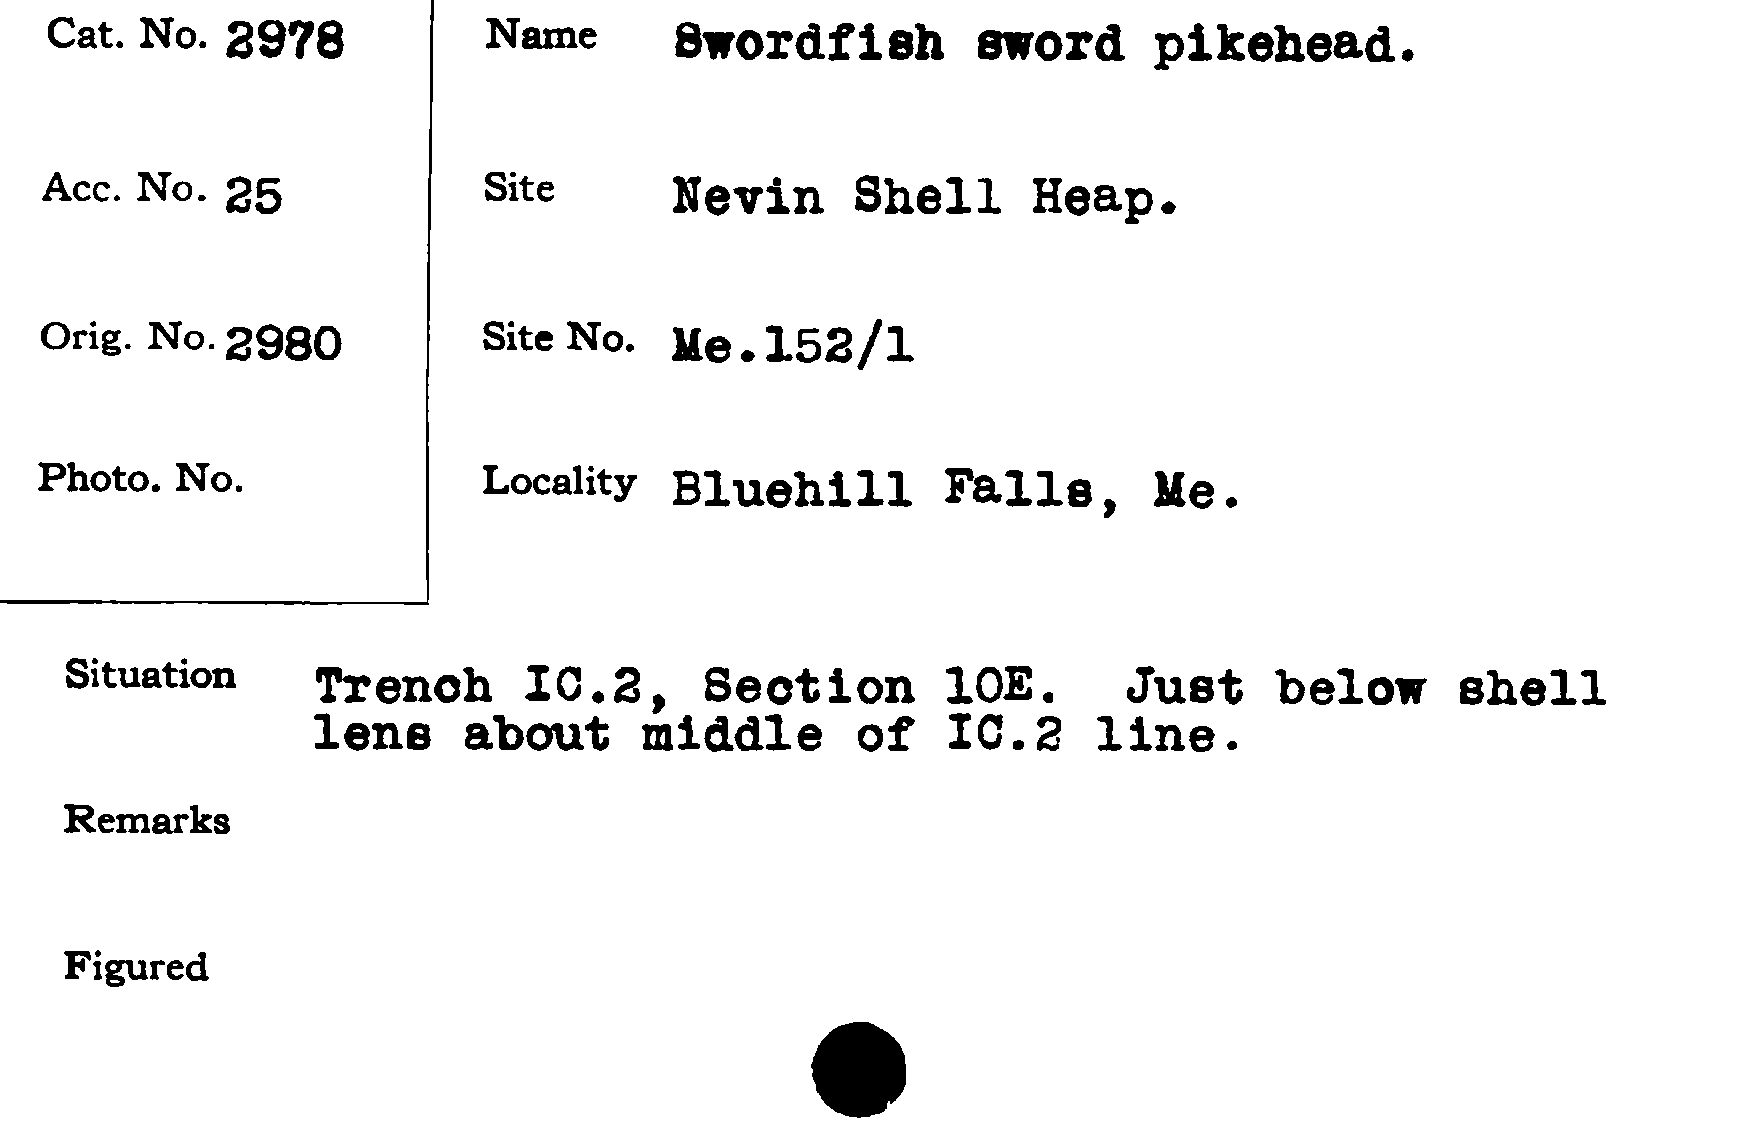 Cat. No. 2978
Name Swordfish sword pikehead.
Acc. No. 25
Site Nevin Shell Heap.
Orig. No. 2980
Site No. Me.152/1
Photo. No.
Locality Bluehill Falls, Me.
Situation Trench IC.2, Section 10E. Just below shell
lens about middle of IC.2 line.
Remarks
Figured